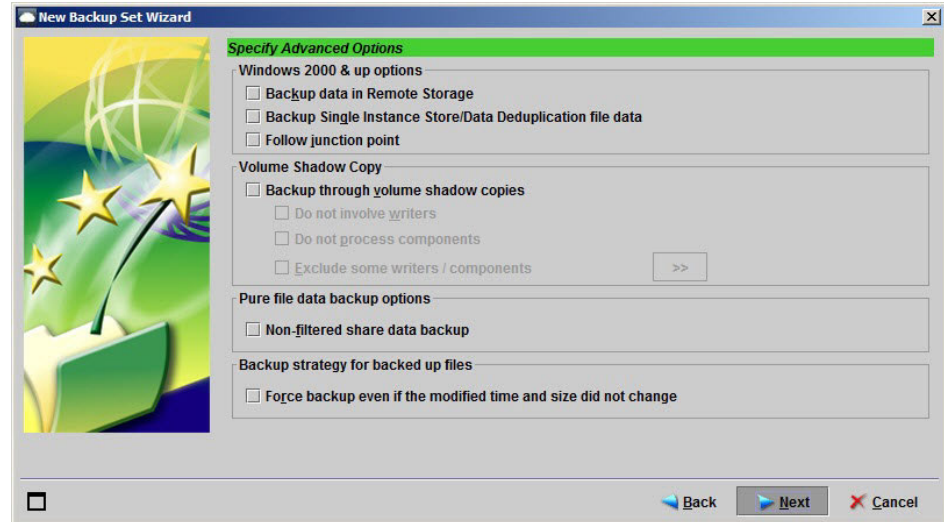 New Backup Set Wizard
Specify Advanced Options
Windows 2000 & up options
Backup data in Remote Storage
Backup Single Instance Store/Data Deduplication file data
Follow junction point
Volume Shadow Copy
Backup through volume shadow copies
Do not involve writers
Do not process components
Exclude some writers / components >>
Pure file data backup options
Non-filtered share data backup
Backup strategy for backed up files
Force backup even if the modified time and size did not change
Back Next Cancel